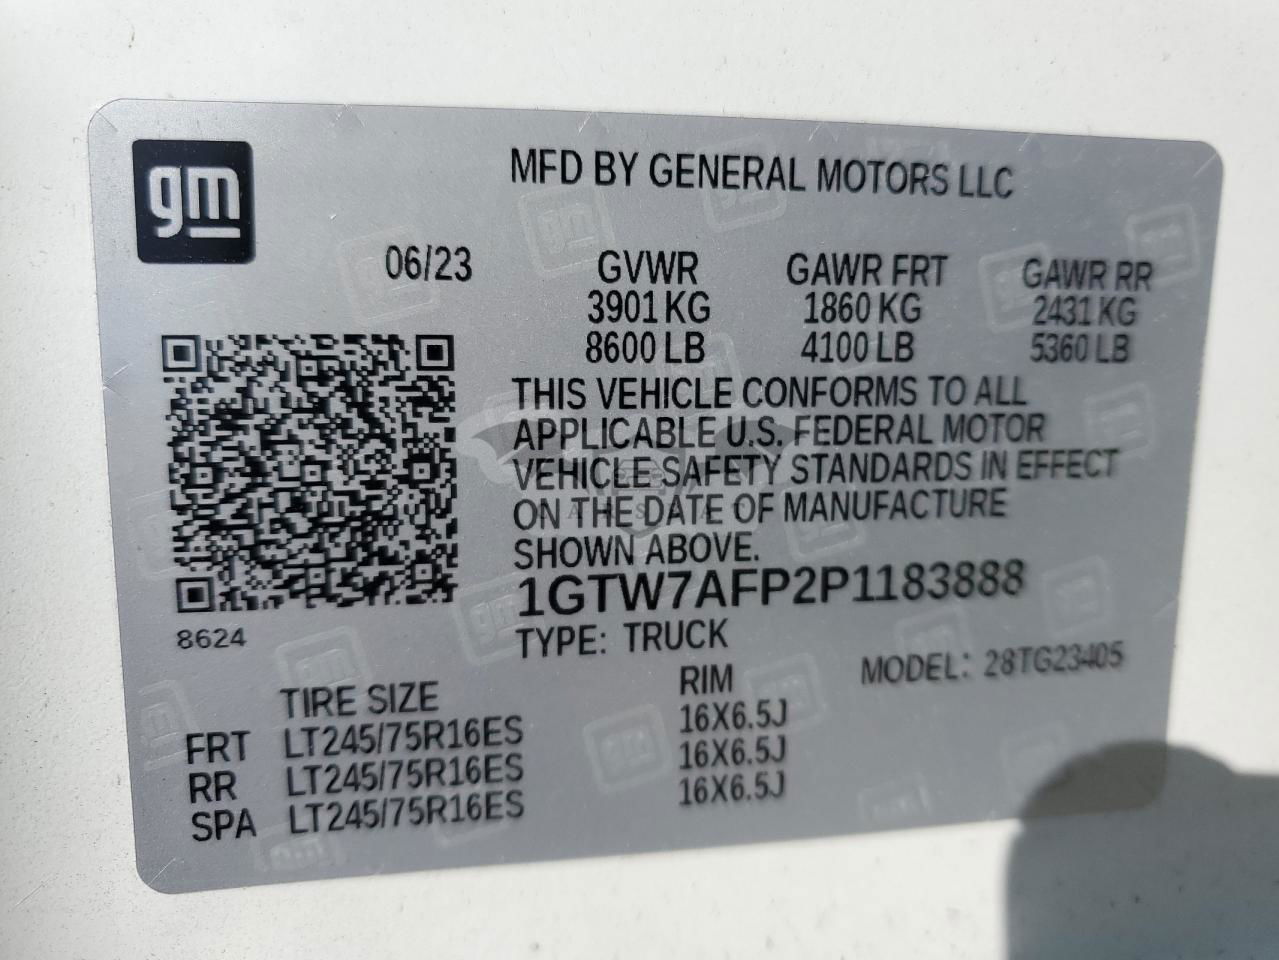 gm
MFD BY GENERAL MOTORS LLC
06/23 GVWR GAWR FRT GAWR RR
3901 KG 1860 KG 2431 KG
8600 LB 4100 LB 5360 LB
THIS VEHICLE CONFORMS TO ALL
APPLICABLE U.S. FEDERAL MOTOR
VEHICLE SAFETY STANDARDS IN EFFECT
ON THE DATE OF MANUFACTURE
SHOWN ABOVE.
1GTW7AFP2P1183888
8624
TYPE: TRUCK MODEL: 28TG23405
TIRE SIZE RIM
FRT LT245/75R16ES 16X6.5J
RR LT245/75R16ES 16X6.5J
SPA LT245/75R16ES 16X6.5J